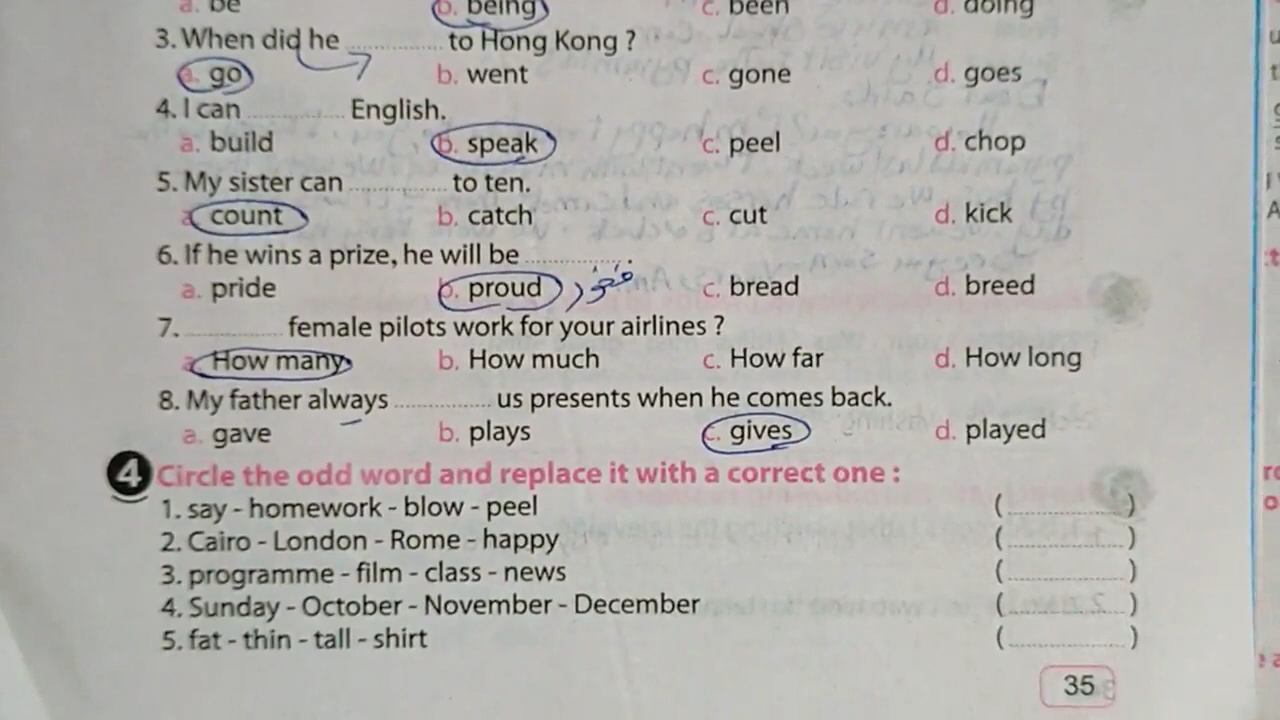 a. be b. being c. been d. doing
3. When did he ............... to Hong Kong ?
a. go b. went c. gone d. goes
4. I can ............... English.
a. build b. speak c. peel d. chop
5. My sister can ............... to ten.
a. count b. catch c. cut d. kick
6. If he wins a prize, he will be ............... .
a. pride b. proud فخور c. bread d. breed
7. ............... female pilots work for your airlines ?
a. How many b. How much c. How far d. How long
8. My father always ............... us presents when he comes back.
a. gave b. plays c. gives d. played
4 Circle the odd word and replace it with a correct one :
1. say - homework - blow - peel (...............)
2. Cairo - London - Rome - happy (...............)
3. programme - film - class - news (...............)
4. Sunday - October - November - December (...............)
5. fat - thin - tall - shirt (...............)
35